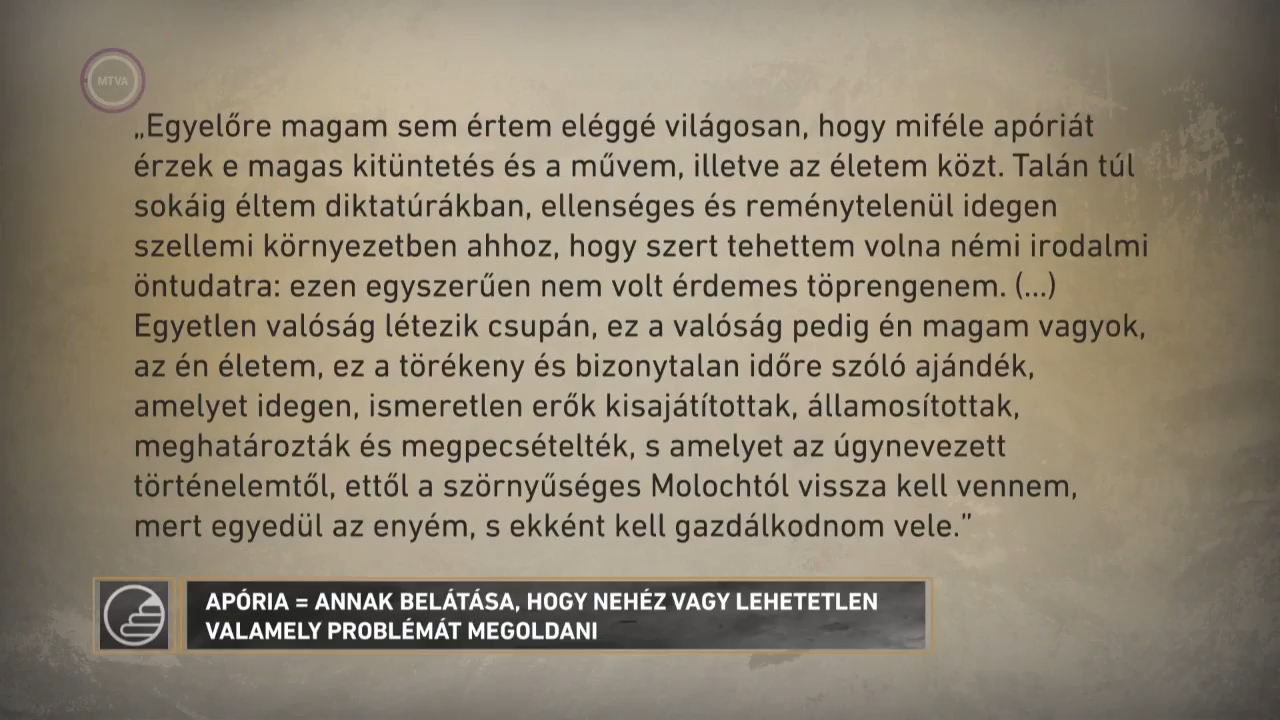 MTVA
„Egyelőre magam sem értem eléggé világosan, hogy miféle apóriát
érzek e magas kitüntetés és a művem, illetve az életem közt. Talán túl
sokáig éltem diktatúrákban, ellenséges és reménytelenül idegen
szellemi környezetben ahhoz, hogy szert tehettem volna némi irodalmi
öntudatra: ezen egyszerűen nem volt érdemes töprengenem. (...)
Egyetlen valóság létezik csupán, ez a valóság pedig én magam vagyok,
az én életem, ez a törékeny és bizonytalan időre szóló ajándék,
amelyet idegen, ismeretlen erők kisajátítottak, államosítottak,
meghatározták és megpecsételték, s amelyet az úgynevezett
történelemtől, ettől a szörnyűséges Molochtól vissza kell vennem,
mert egyedül az enyém, s ekként kell gazdálkodnom vele.”
APÓRIA = ANNAK BELÁTÁSA, HOGY NEHÉZ VAGY LEHETETLEN
VALAMELY PROBLÉMÁT MEGOLDANI